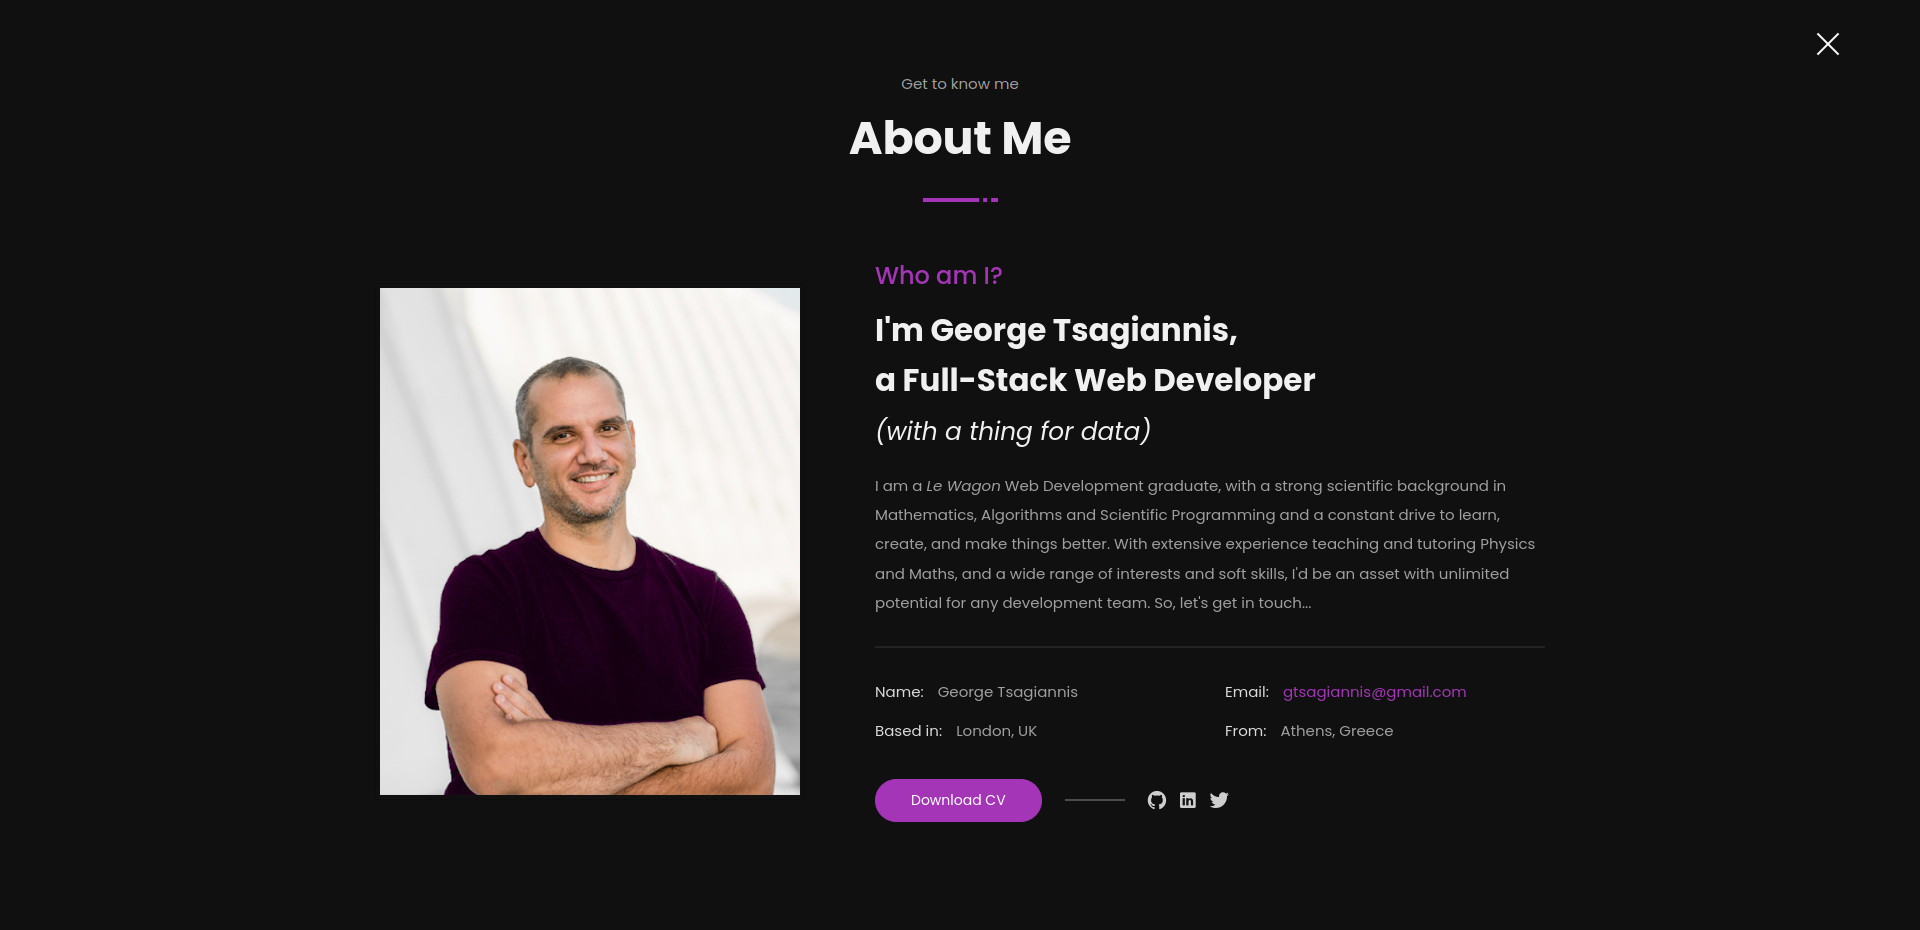 Get to know me
About Me
Who am I?
I'm George Tsagiannis,
a Full-Stack Web Developer
(with a thing for data)
I am a Le Wagon Web Development graduate, with a strong scientific background in
Mathematics, Algorithms and Scientific Programming and a constant drive to learn,
create, and make things better. With extensive experience teaching and tutoring Physics
and Maths, and a wide range of interests and soft skills, I'd be an asset with unlimited
potential for any development team. So, let's get in touch...
Name: George Tsagiannis
Email: gtsagiannis@gmail.com
Based in: London, UK
From: Athens, Greece
Download CV